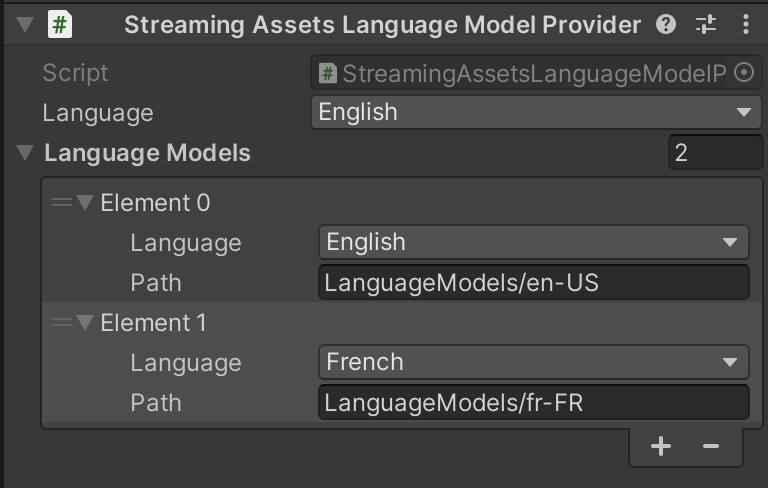 # Streaming Assets Language Model Provider
Script # StreamingAssetsLanguageModelP
Language English
Language Models 2
Element 0
Language English
Path LanguageModels/en-US
Element 1
Language French
Path LanguageModels/fr-FR